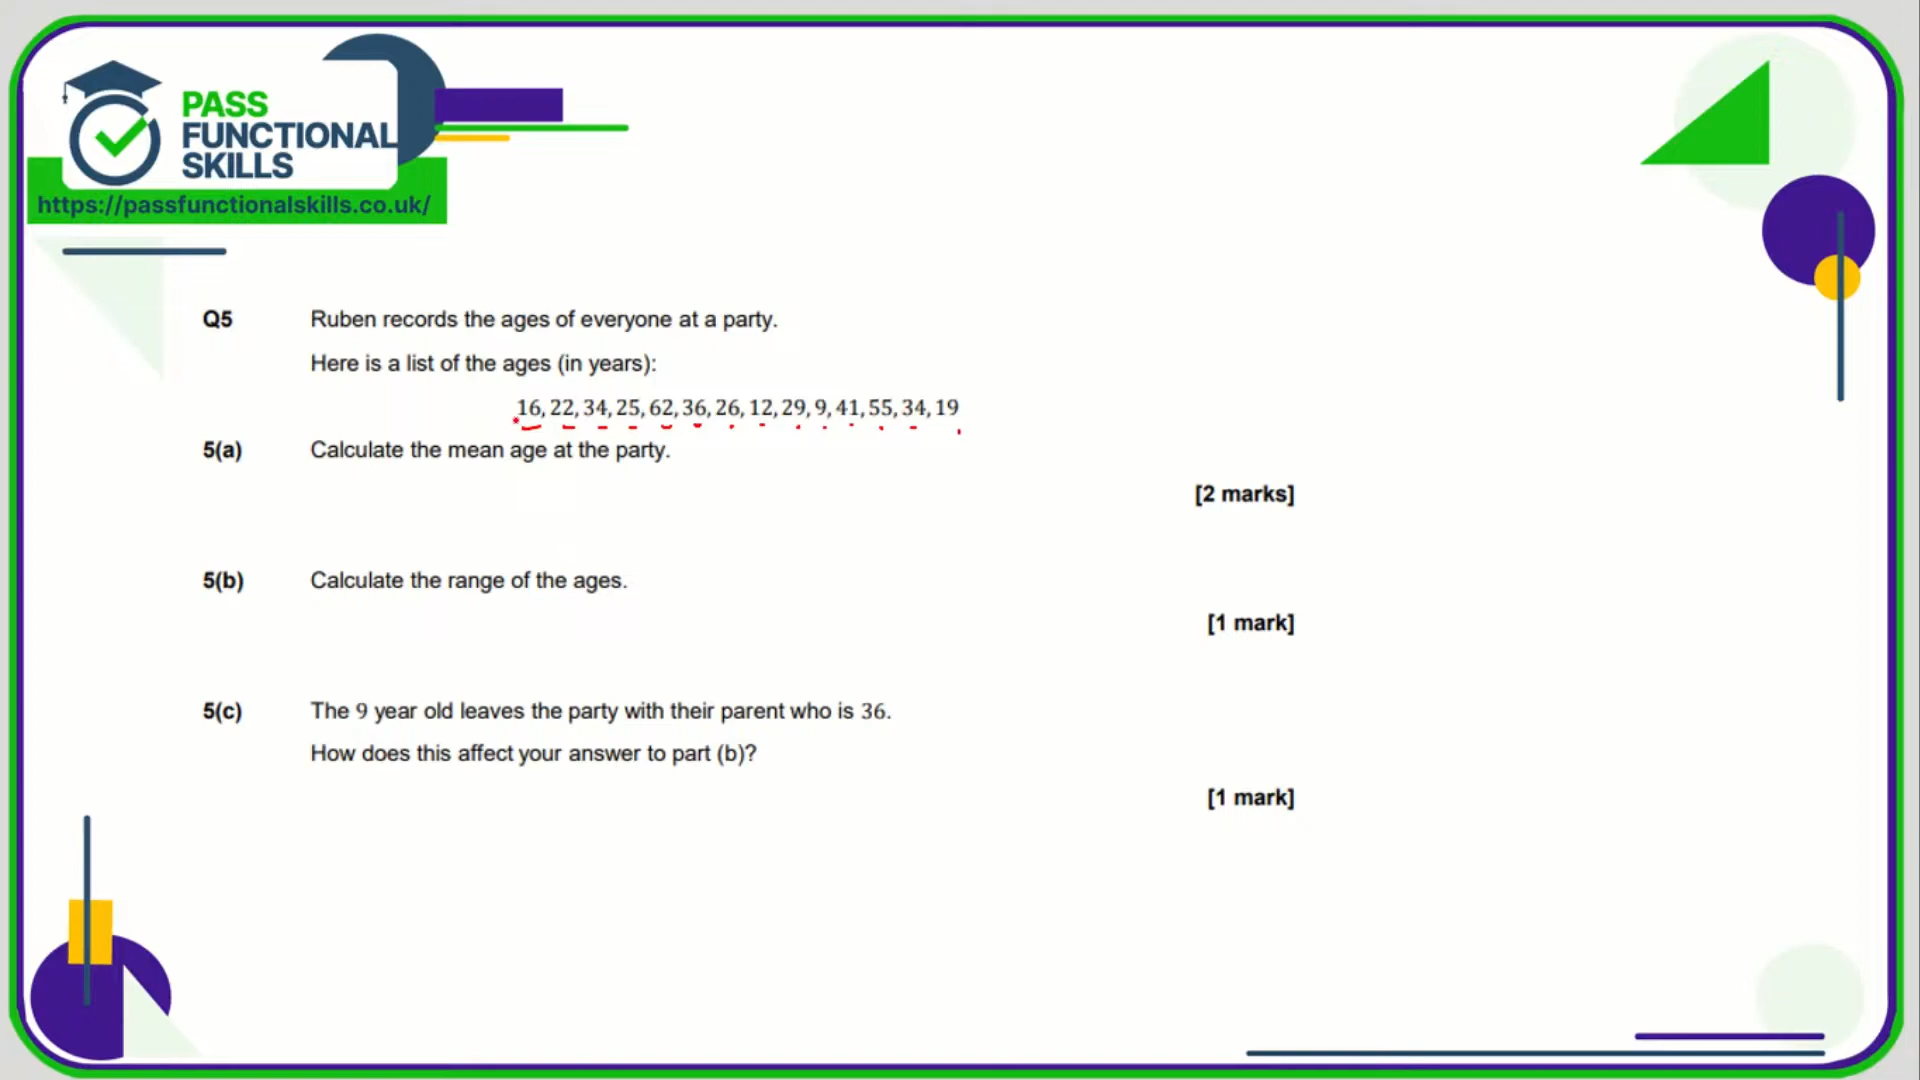 PASS
FUNCTIONAL
SKILLS
https://passfunctionalskills.co.uk/
Q5 Ruben records the ages of everyone at a party.
Here is a list of the ages (in years):
16, 22, 34, 25, 62, 36, 26, 12, 29, 9, 41, 55, 34, 19
5(a) Calculate the mean age at the party.
[2 marks]
5(b) Calculate the range of the ages.
[1 mark]
5(c) The 9 year old leaves the party with their parent who is 36.
How does this affect your answer to part (b)?
[1 mark]